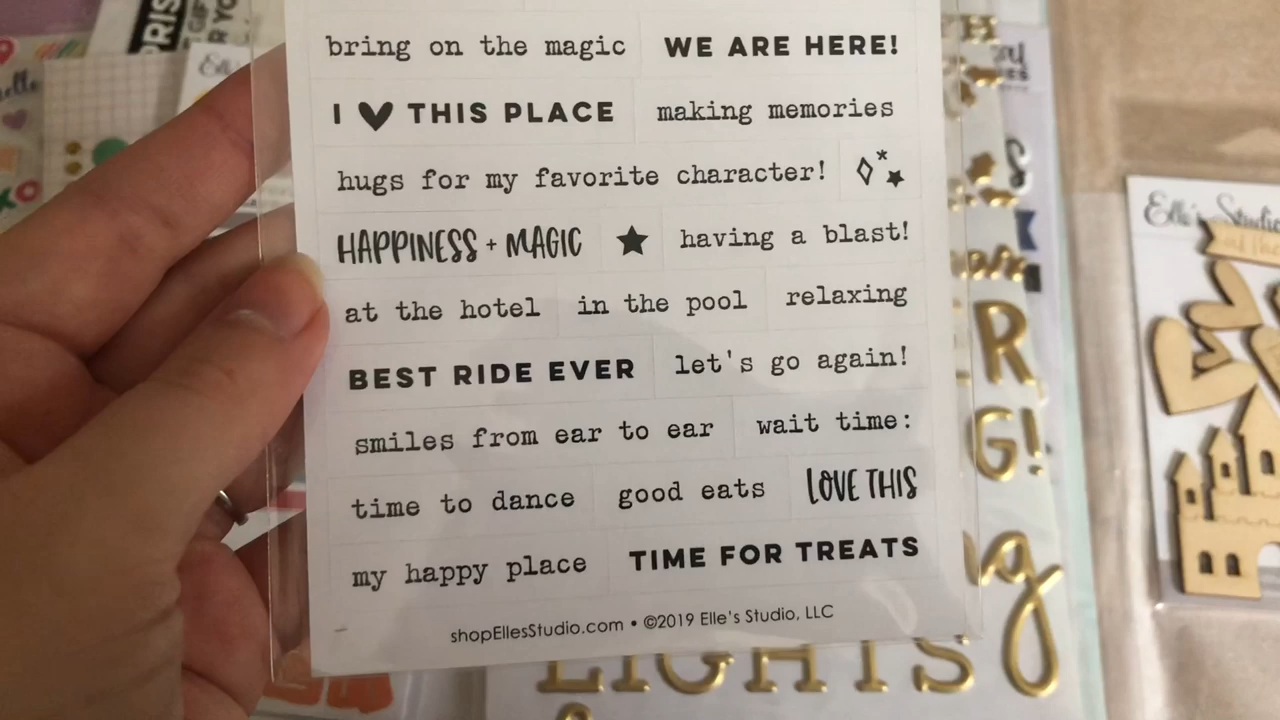 bring on the magic WE ARE HERE!
I ♥ THIS PLACE making memories
hugs for my favorite character!
HAPPINESS + MAGIC ★ having a blast!
at the hotel in the pool relaxing
BEST RIDE EVER let's go again!
smiles from ear to ear wait time:
time to dance good eats LOVE THIS
my happy place TIME FOR TREATS
shopEllesStudio.com • ©2019 Elle's Studio, LLC
LIGHTS
Elle's Studio